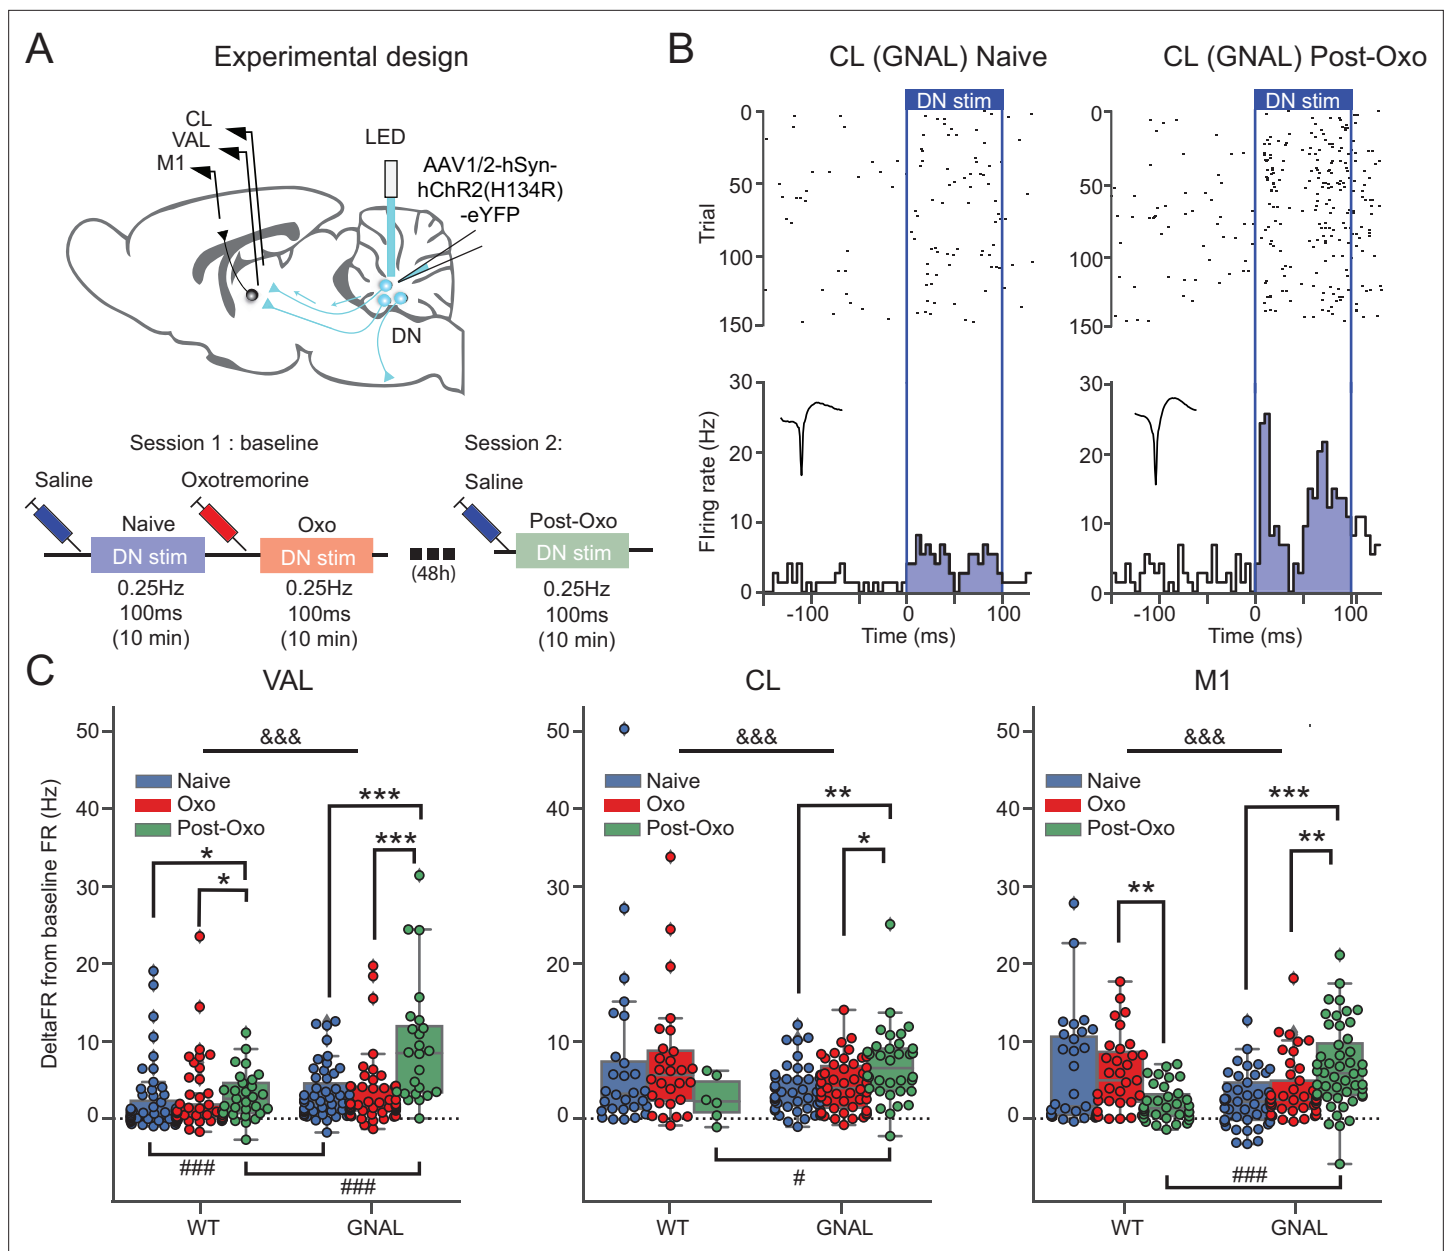 A
Experimental design
CL
VAL
M1
LED
AAV1/2-hSyn-
hChR2(H134R)
-eYFP
DN
Session 1 : baseline
Session 2:
Saline
Oxotremorine
Saline
Naive
Oxo
Post-Oxo
DN stim
DN stim
DN stim
(48h)
0.25Hz
100ms
(10 min)
0.25Hz
100ms
(10 min)
0.25Hz
100ms
(10 min)
B
CL (GNAL) Naive
CL (GNAL) Post-Oxo
DN stim
DN stim
Trial
0
50
100
150
0
50
100
150
FIring rate (Hz)
30
20
10
0
30
20
10
0
-100
0
100
-100
0
100
Time (ms)
Time (ms)
C
VAL
CL
M1
DeltaFR from baseline FR (Hz)
50
40
30
20
10
0
&&&
Naive
Oxo
Post-Oxo
*
*
***
***
###
###
WT
GNAL
50
40
30
20
10
0
&&&
Naive
Oxo
Post-Oxo
**
*
#
WT
GNAL
50
40
30
20
10
0
&&&
Naive
Oxo
Post-Oxo
**
***
**
###
WT
GNAL